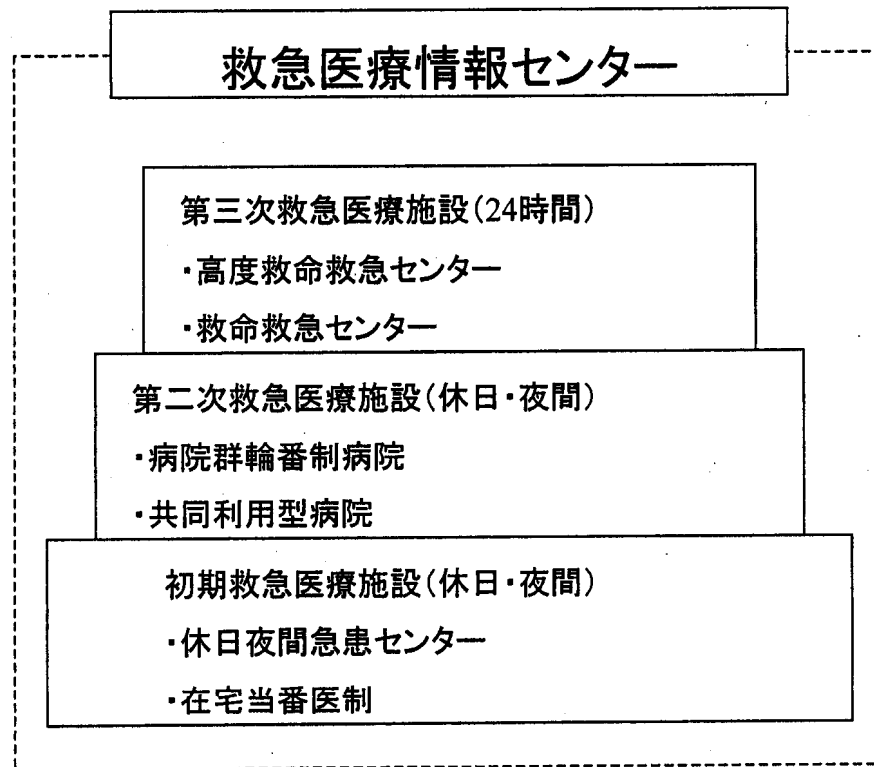 救急医療情報センター
第三次救急医療施設(24時間)
・高度救命救急センター
・救命救急センター
第二次救急医療施設(休日・夜間)
・病院群輪番制病院
・共同利用型病院
初期救急医療施設(休日・夜間)
・休日夜間急患センター
・在宅当番医制